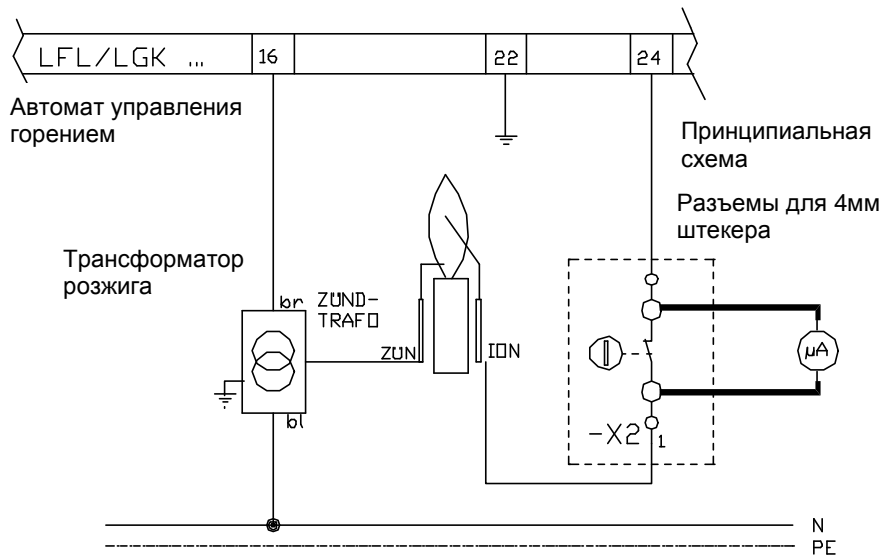 LFL/LGK ...
16
22
24
Автомат управления
горением
Принципиальная
схема
Разъемы для 4мм
штекера
Трансформатор
розжига
br
ZÜND-
TRAFO
ZÜN
ION
µA
bl
-X2
1
N
PE